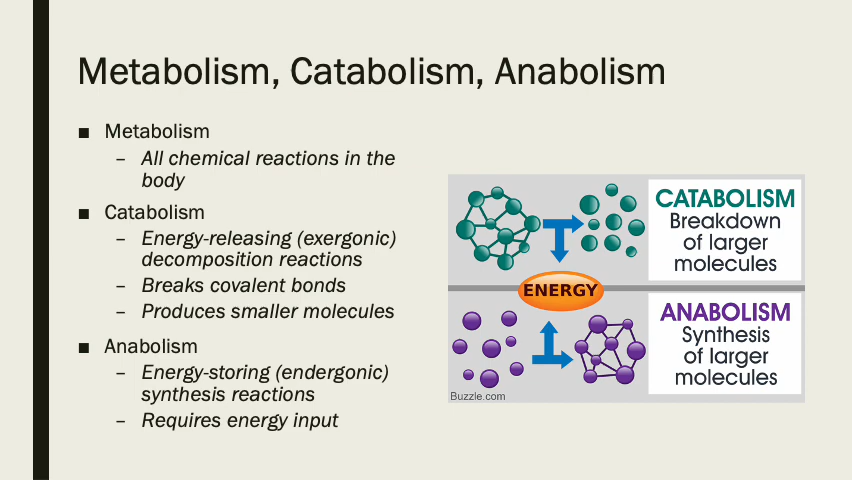 Metabolism, Catabolism, Anabolism
■ Metabolism
– All chemical reactions in the
body
■ Catabolism
– Energy-releasing (exergonic)
decomposition reactions
– Breaks covalent bonds
– Produces smaller molecules
■ Anabolism
– Energy-storing (endergonic)
synthesis reactions
– Requires energy input
CATABOLISM
Breakdown
of larger
molecules
ENERGY
ANABOLISM
Synthesis
of larger
molecules
Buzzle.com